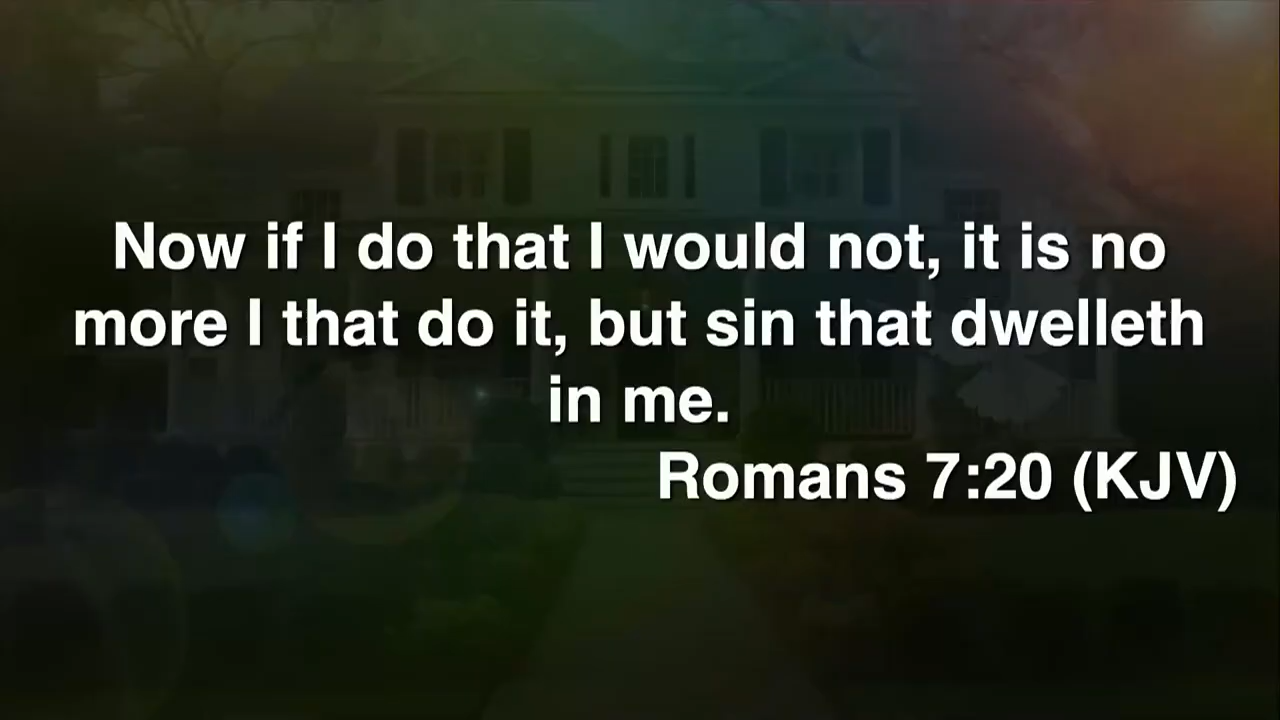 Now if I do that I would not, it is no
more I that do it, but sin that dwelleth
in me.
Romans 7:20 (KJV)